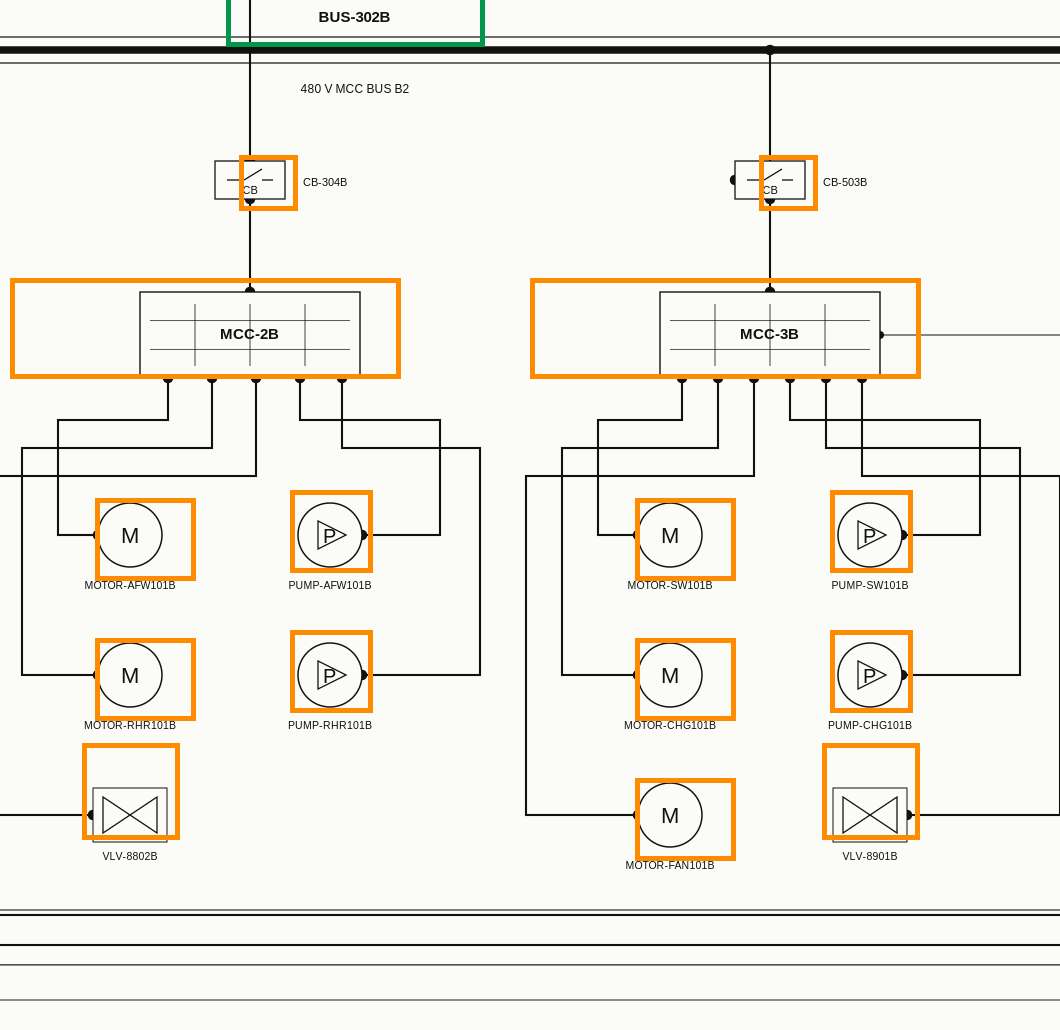 BUS-302B
480 V MCC BUS B2
CB
CB-304B
CB
CB-503B
MCC-2B
MCC-3B
M
P
M
P
MOTOR-AFW101B
PUMP-AFW101B
MOTOR-SW101B
PUMP-SW101B
M
P
M
P
MOTOR-RHR101B
PUMP-RHR101B
MOTOR-CHG101B
PUMP-CHG101B
M
VLV-8802B
VLV-8901B
MOTOR-FAN101B